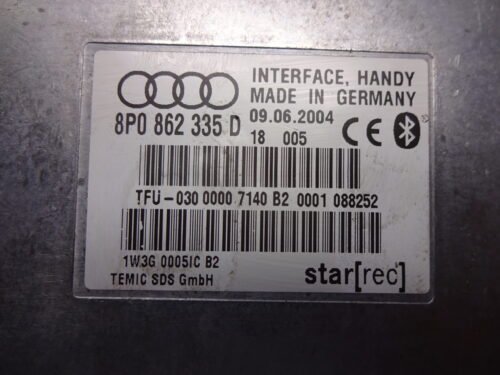 INTERFACE, HANDY
MADE IN GERMANY
8P0 862 335 D
09.06.2004
18 005
CE
TFU-030 0000 7140 B2 0001 088252
1W3G 0005IC B2
TEMIC SDS GmbH
star[rec]